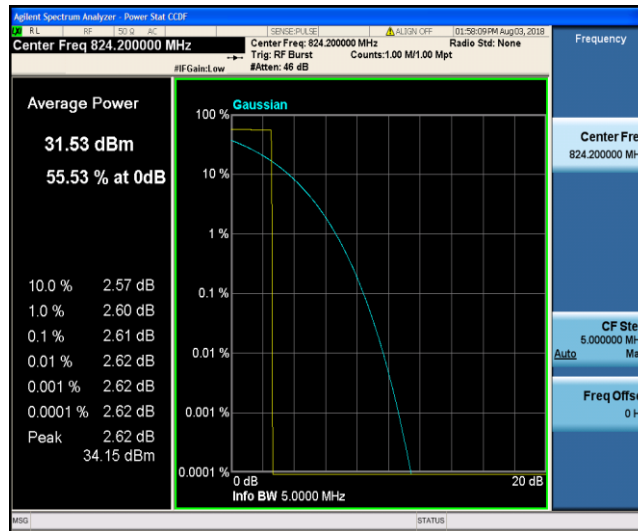 Agilent Spectrum Analyzer - Power Stat CCDF
RL RF 50 Ω AC SENSE:PULSE ALIGN OFF 01:58:09 PM Aug 03, 2018
Center Freq 824.200000 MHz
Center Freq: 824.200000 MHz Radio Std: None
Trig: RF Burst Counts:1.00 M/1.00 Mpt
#IFGain:Low #Atten: 46 dB
Frequency
Average Power
31.53 dBm
55.53 % at 0dB
10.0 % 2.57 dB
1.0 % 2.60 dB
0.1 % 2.61 dB
0.01 % 2.62 dB
0.001 % 2.62 dB
0.0001 % 2.62 dB
Peak 2.62 dB
34.15 dBm
Gaussian
100 %
10 %
1 %
0.1 %
0.01 %
0.001 %
0.0001 %
0 dB 20 dB
Info BW 5.0000 MHz
Center Fre
824.200000 MH
CF Ste
5.000000 MH
Auto Ma
Freq Offs
0 H
MSG STATUS